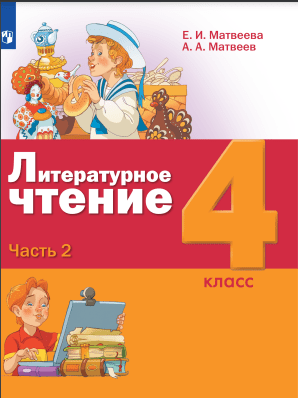 Е. И. Матвеева
А. А. Матвеев
Литературное
чтение
4
Часть 2
класс